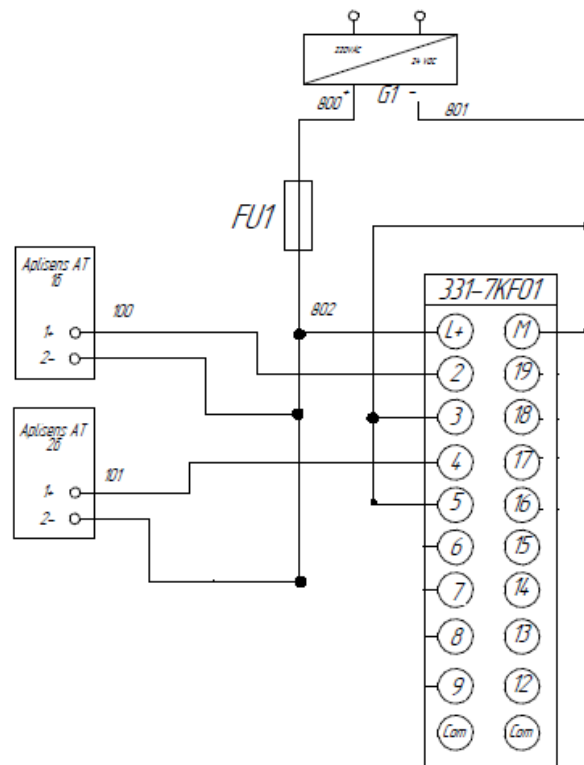 220VAC
24 VDC
800
+
G1
-
801
FU1
Aplisens AT
1б
1+
2-
100
802
331-7KF01
L+
M
2
19
3
18
Aplisens AT
2б
1+
2-
101
4
17
5
16
6
15
7
14
8
13
9
12
Com
Com